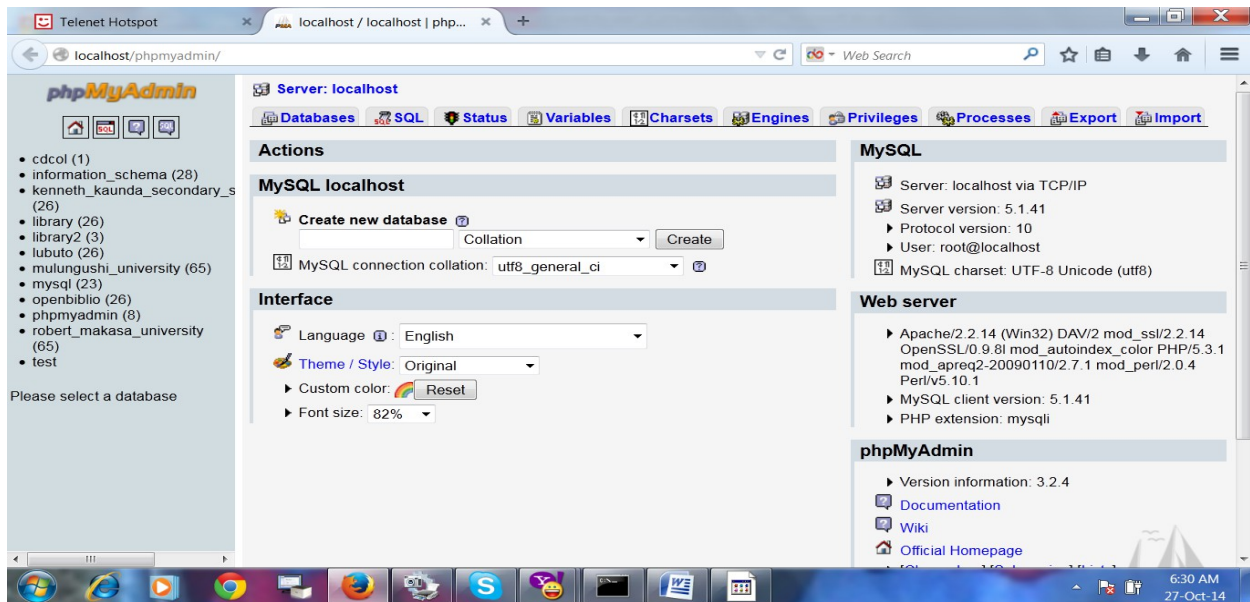 Telenet Hotspot
localhost / localhost | php...
localhost/phpmyadmin/
Web Search
phpMyAdmin
cdcol (1)
information_schema (28)
kenneth_kaunda_secondary_s
(26)
library (26)
library2 (3)
lubuto (26)
mulungushi_university (65)
mysql (23)
openbiblio (26)
phpmyadmin (8)
robert_makasa_university
(65)
test
Please select a database
Server: localhost
Databases SQL Status Variables Charsets Engines Privileges Processes Export Import
Actions
MySQL localhost
Create new database
Collation Create
MySQL connection collation: utf8_general_ci
Interface
Language : English
Theme / Style: Original
Custom color: Reset
Font size: 82%
MySQL
Server: localhost via TCP/IP
Server version: 5.1.41
Protocol version: 10
User: root@localhost
MySQL charset: UTF-8 Unicode (utf8)
Web server
Apache/2.2.14 (Win32) DAV/2 mod_ssl/2.2.14
OpenSSL/0.9.8l mod_autoindex_color PHP/5.3.1
mod_apreq2-20090110/2.7.1 mod_perl/2.0.4
Perl/v5.10.1
MySQL client version: 5.1.41
PHP extension: mysqli
phpMyAdmin
Version information: 3.2.4
Documentation
Wiki
Official Homepage
6:30 AM
27-Oct-14